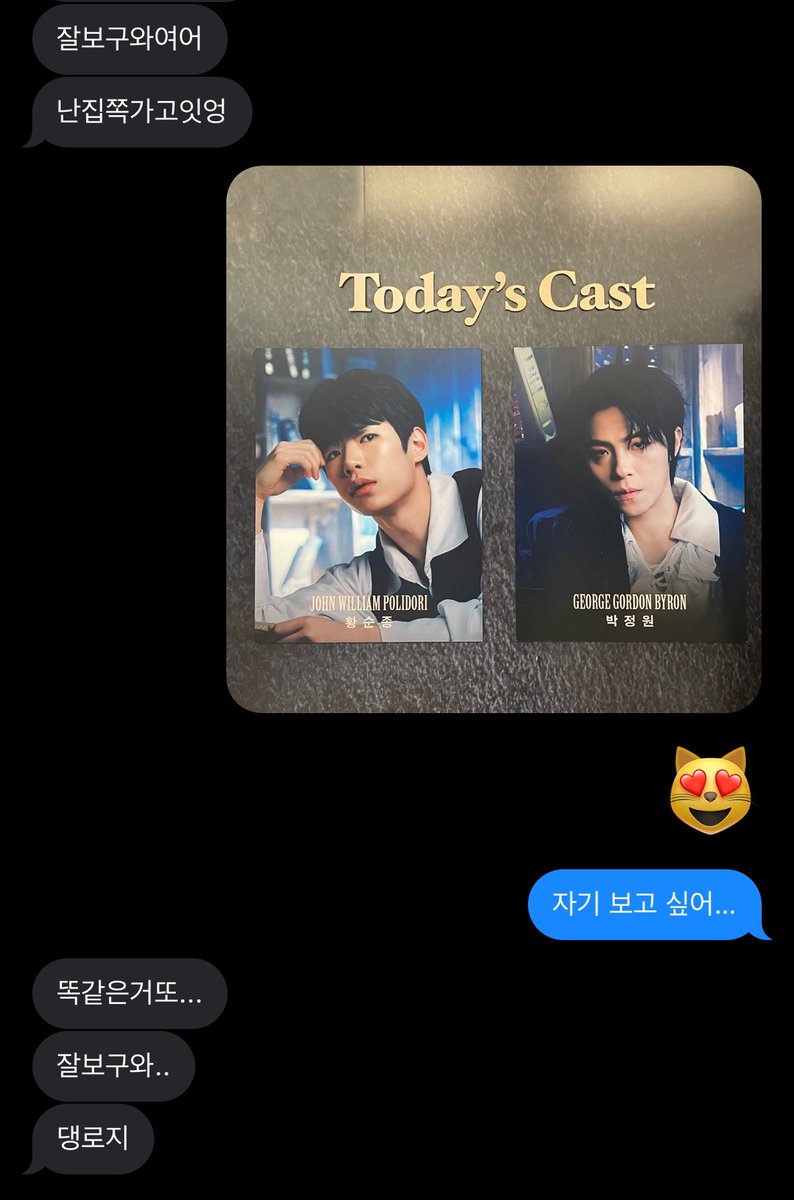 잘보구와여어
난집쪽가고잇엉
Today's Cast
JOHN WILLIAM POLIDORI
황순종
GEORGE GORDON BYRON
박정원
자기 보고 싶어...
똑같은거또...
잘보구와..
댕로지